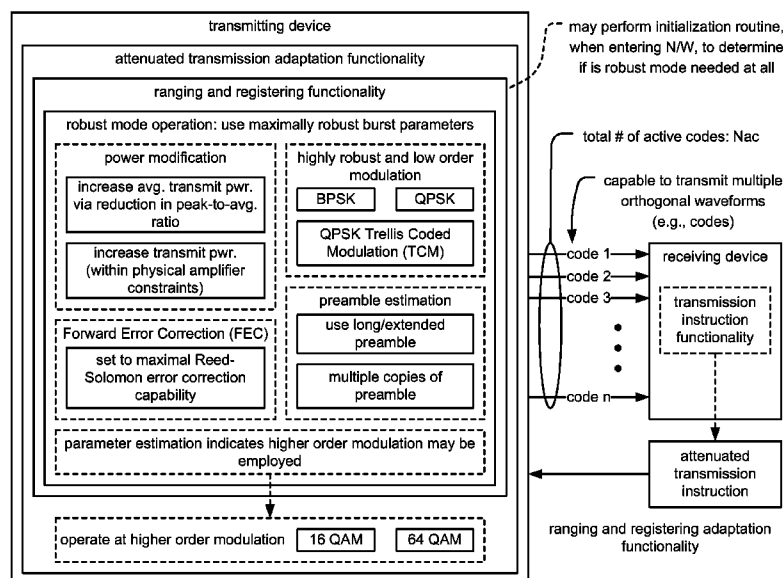 transmitting device
attenuated transmission adaptation functionality
ranging and registering functionality
robust mode operation: use maximally robust burst parameters
power modification
increase avg. transmit pwr.
via reduction in peak-to-avg.
ratio
increase transmit pwr.
(within physical amplifier
constraints)
Forward Error Correction (FEC)
set to maximal Reed-
Solomon error correction
capability
highly robust and low order
modulation
BPSK
QPSK
QPSK Trellis Coded
Modulation (TCM)
preamble estimation
use long/extended
preamble
multiple copies of
preamble
parameter estimation indicates higher order modulation may be
employed
operate at higher order modulation
16 QAM
64 QAM
may perform initialization routine,
when entering N/W, to determine
if is robust mode needed at all
total # of active codes: Nac
capable to transmit multiple
orthogonal waveforms
(e.g., codes)
code 1
code 2
code 3
code n
receiving device
transmission
instruction
functionality
attenuated
transmission
instruction
ranging and registering adaptation
functionality